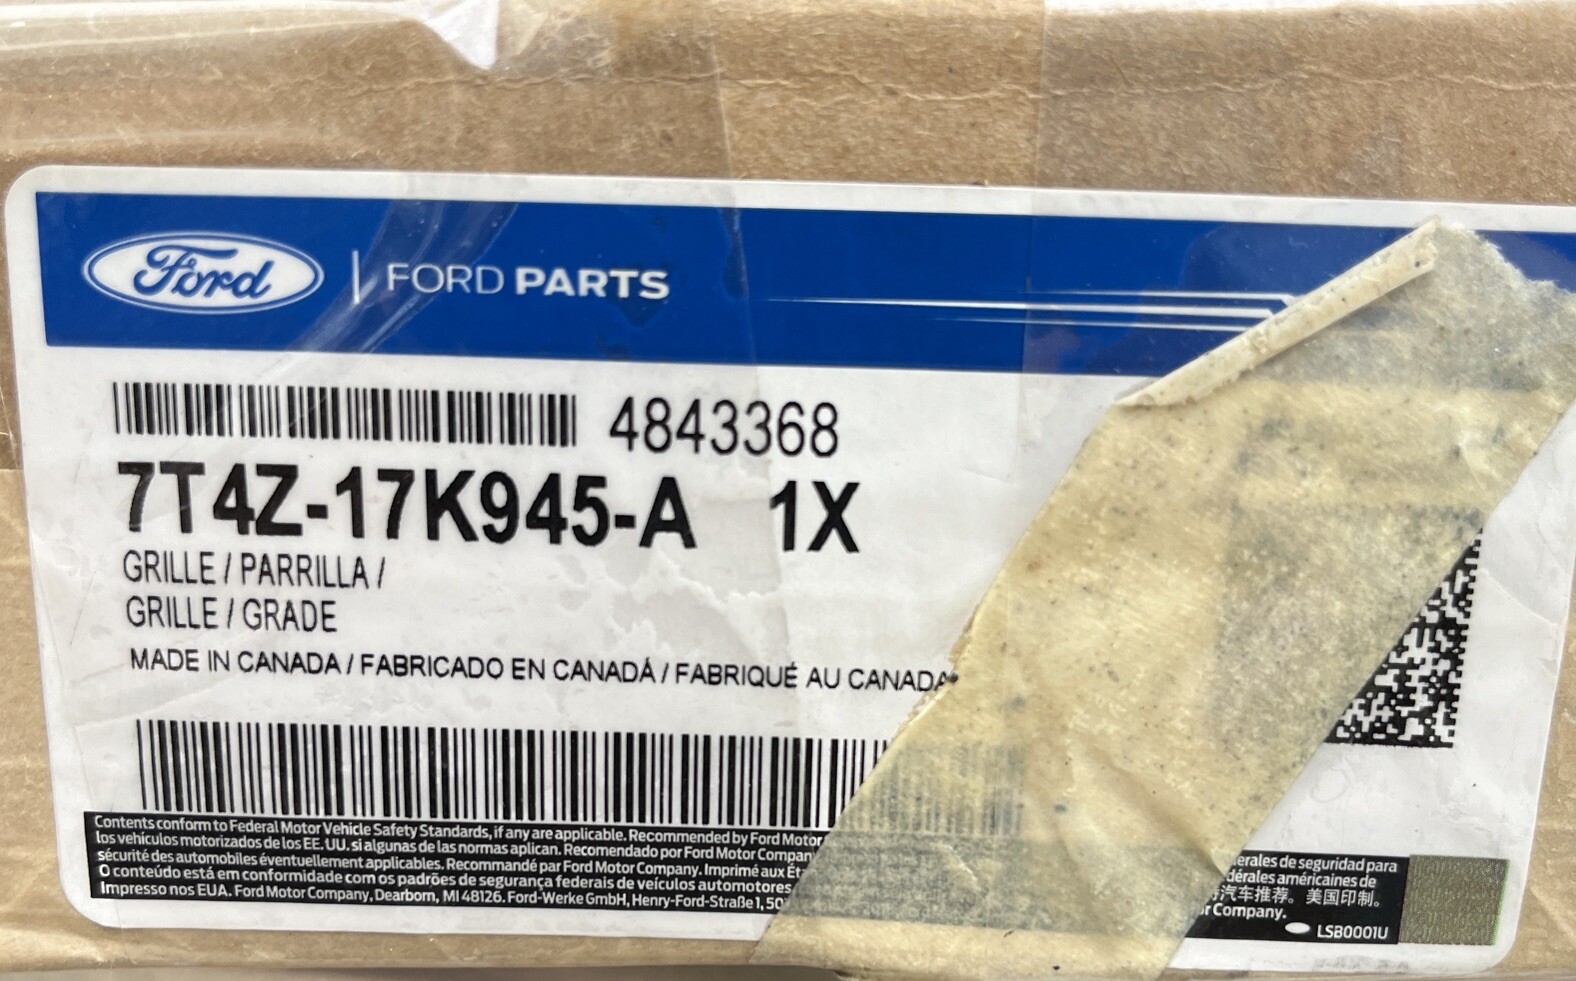 Ford | FORD PARTS
4843368
7T4Z-17K945-A 1X
GRILLE / PARRILLA /
GRILLE / GRADE
MADE IN CANADA / FABRICADO EN CANADÁ / FABRIQUÉ AU CANADA
Contents conform to Federal Motor Vehicle Safety Standards, if any are applicable. Recommended by Ford Motor
los vehículos motorizados de los EE. UU. si algunas de las normas aplican. Recomendado por Ford Motor Company
erales de seguridad para
sécurité des automobiles éventuellement applicables. Recommandé par Ford Motor Company. Imprimé aux
dérales américaines de
O conteúdo está em conformidade com os padrões de segurança federais de veículos automotores
汽车推荐。美国印制。
Impresso nos EUA. Ford Motor Company, Dearborn, MI 48126. Ford-Werke GmbH, Henry-Ford-Straße 1,
Company.
LSB0001U